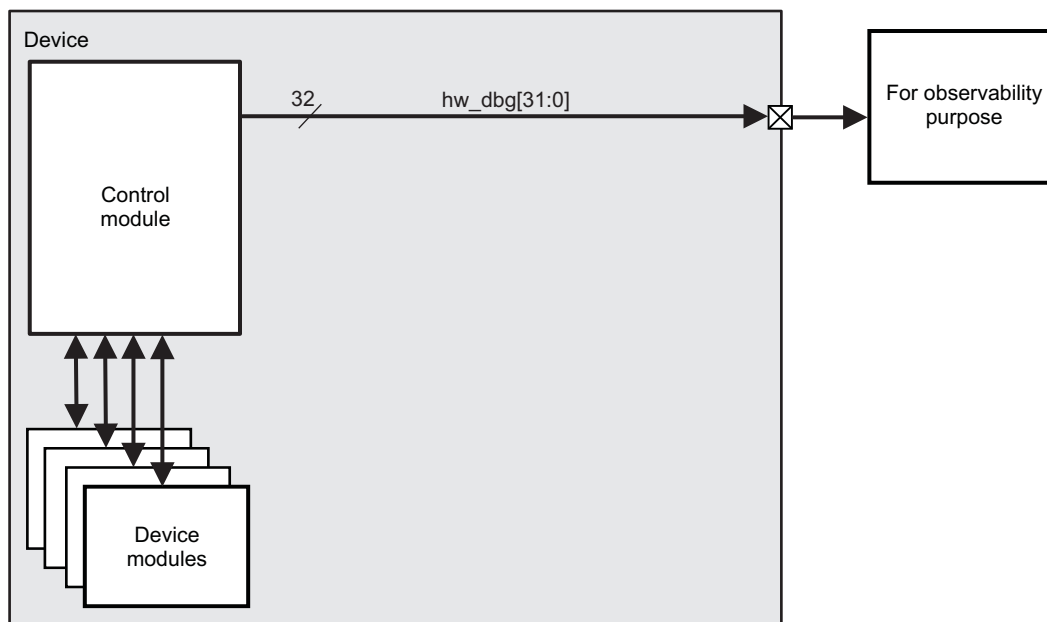 Device
32
hw_dbg[31:0]
For observability
purpose
Control
module
Device
modules